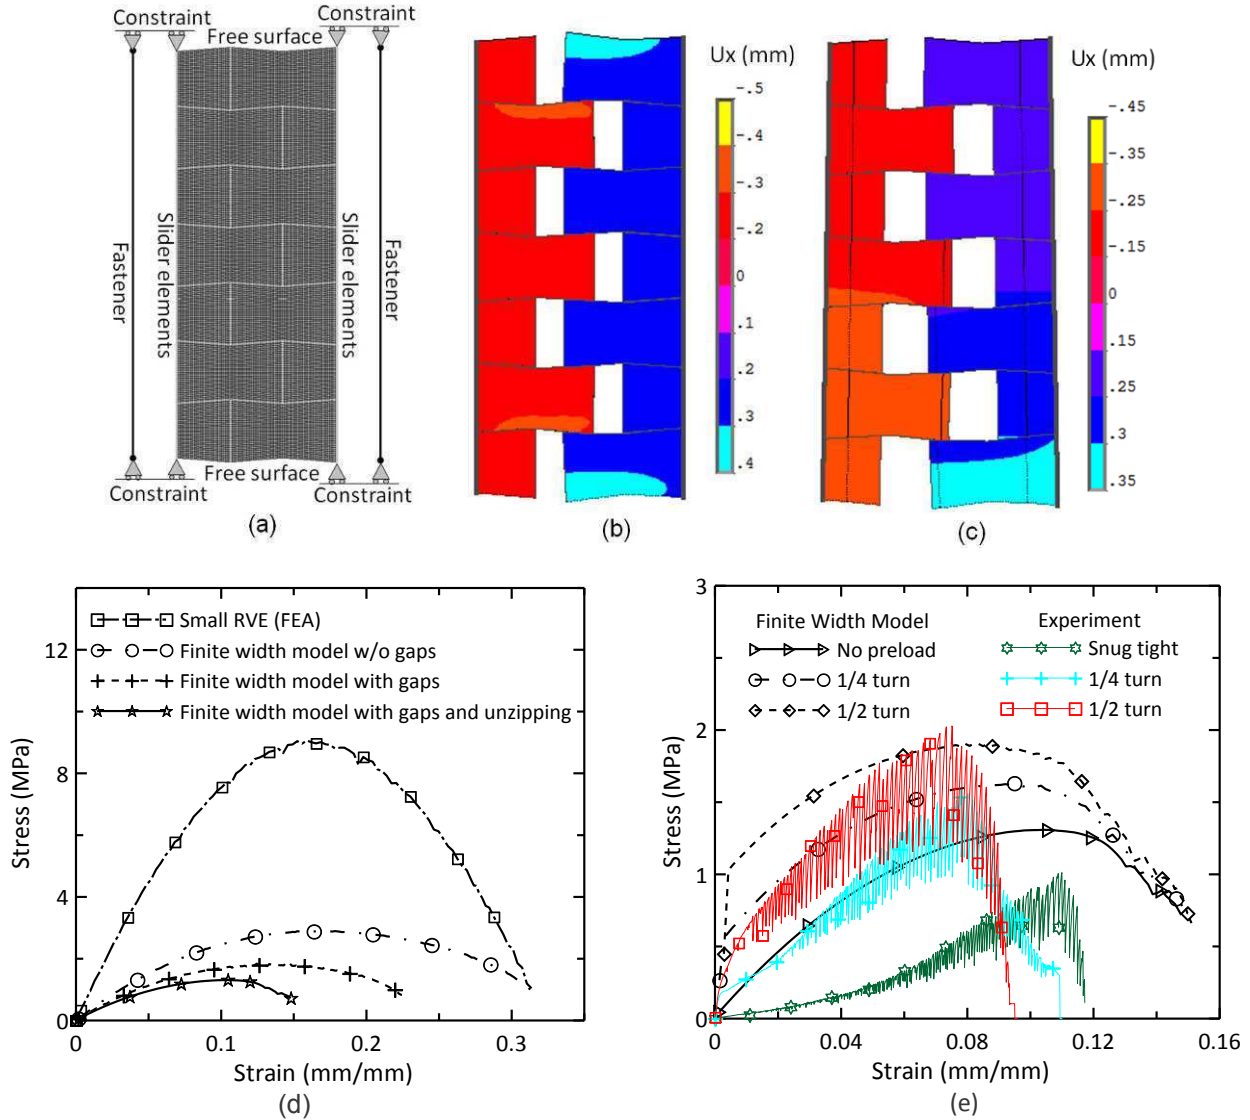 Constraint
Constraint
Free surface
Fastener
Slider elements
Slider elements
Fastener
Free surface
Constraint
Constraint
(a)
Ux (mm)
-.5
-.4
-.3
-.2
0
.1
.2
.3
.4
(b)
Ux (mm)
-.45
-.35
-.25
-.15
0
.15
.25
.3
.35
(c)
Stress (MPa)
12
8
4
0
Small RVE (FEA)
Finite width model w/o gaps
Finite width model with gaps
Finite width model with gaps and unzipping
0 0.1 0.2 0.3
Strain (mm/mm)
(d)
Stress (MPa)
3
2
1
0
Finite Width Model Experiment
No preload Snug tight
1/4 turn 1/4 turn
1/2 turn 1/2 turn
0 0.04 0.08 0.12 0.16
Strain (mm/mm)
(e)